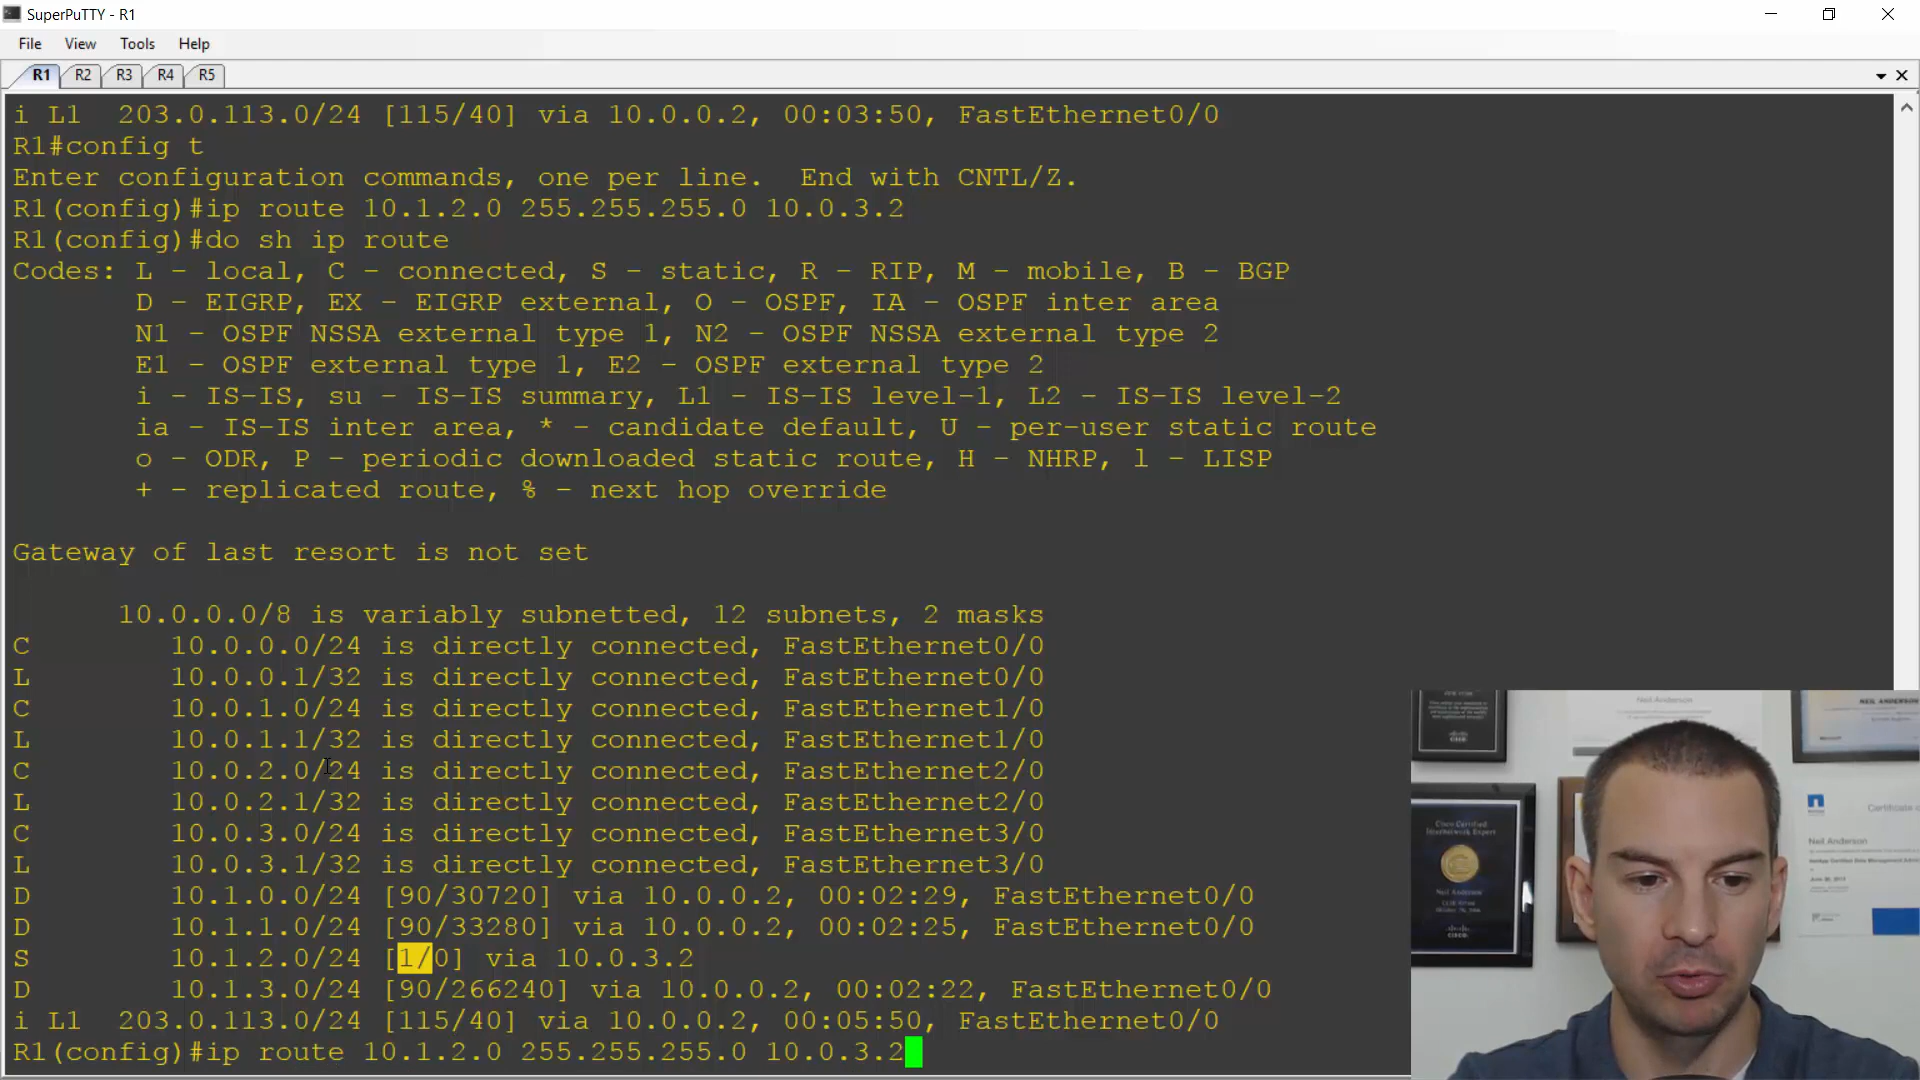 SuperPuTTY - R1
File View Tools Help
R1 R2 R3 R4 R5
i L1  203.0.113.0/24 [115/40] via 10.0.0.2, 00:03:50, FastEthernet0/0
R1#config t
Enter configuration commands, one per line.  End with CNTL/Z.
R1(config)#ip route 10.1.2.0 255.255.255.0 10.0.3.2
R1(config)#do sh ip route
Codes: L - local, C - connected, S - static, R - RIP, M - mobile, B - BGP
       D - EIGRP, EX - EIGRP external, O - OSPF, IA - OSPF inter area
       N1 - OSPF NSSA external type 1, N2 - OSPF NSSA external type 2
       E1 - OSPF external type 1, E2 - OSPF external type 2
       i - IS-IS, su - IS-IS summary, L1 - IS-IS level-1, L2 - IS-IS level-2
       ia - IS-IS inter area, * - candidate default, U - per-user static route
       o - ODR, P - periodic downloaded static route, H - NHRP, l - LISP
       + - replicated route, % - next hop override
Gateway of last resort is not set
      10.0.0.0/8 is variably subnetted, 12 subnets, 2 masks
C        10.0.0.0/24 is directly connected, FastEthernet0/0
L        10.0.0.1/32 is directly connected, FastEthernet0/0
C        10.0.1.0/24 is directly connected, FastEthernet1/0
L        10.0.1.1/32 is directly connected, FastEthernet1/0
C        10.0.2.0/24 is directly connected, FastEthernet2/0
L        10.0.2.1/32 is directly connected, FastEthernet2/0
C        10.0.3.0/24 is directly connected, FastEthernet3/0
L        10.0.3.1/32 is directly connected, FastEthernet3/0
D        10.1.0.0/24 [90/30720] via 10.0.0.2, 00:02:29, FastEthernet0/0
D        10.1.1.0/24 [90/33280] via 10.0.0.2, 00:02:25, FastEthernet0/0
S        10.1.2.0/24 [1/0] via 10.0.3.2
D        10.1.3.0/24 [90/266240] via 10.0.0.2, 00:02:22, FastEthernet0/0
i L1  203.0.113.0/24 [115/40] via 10.0.0.2, 00:05:50, FastEthernet0/0
R1(config)#ip route 10.1.2.0 255.255.255.0 10.0.3.2
Neil Anderson
NEIL ANDERSON
Microsoft
CISCO
Cisco Certified
Internetwork Expert
Neil Anderson
CISCO
Certificate
Neil Anderson